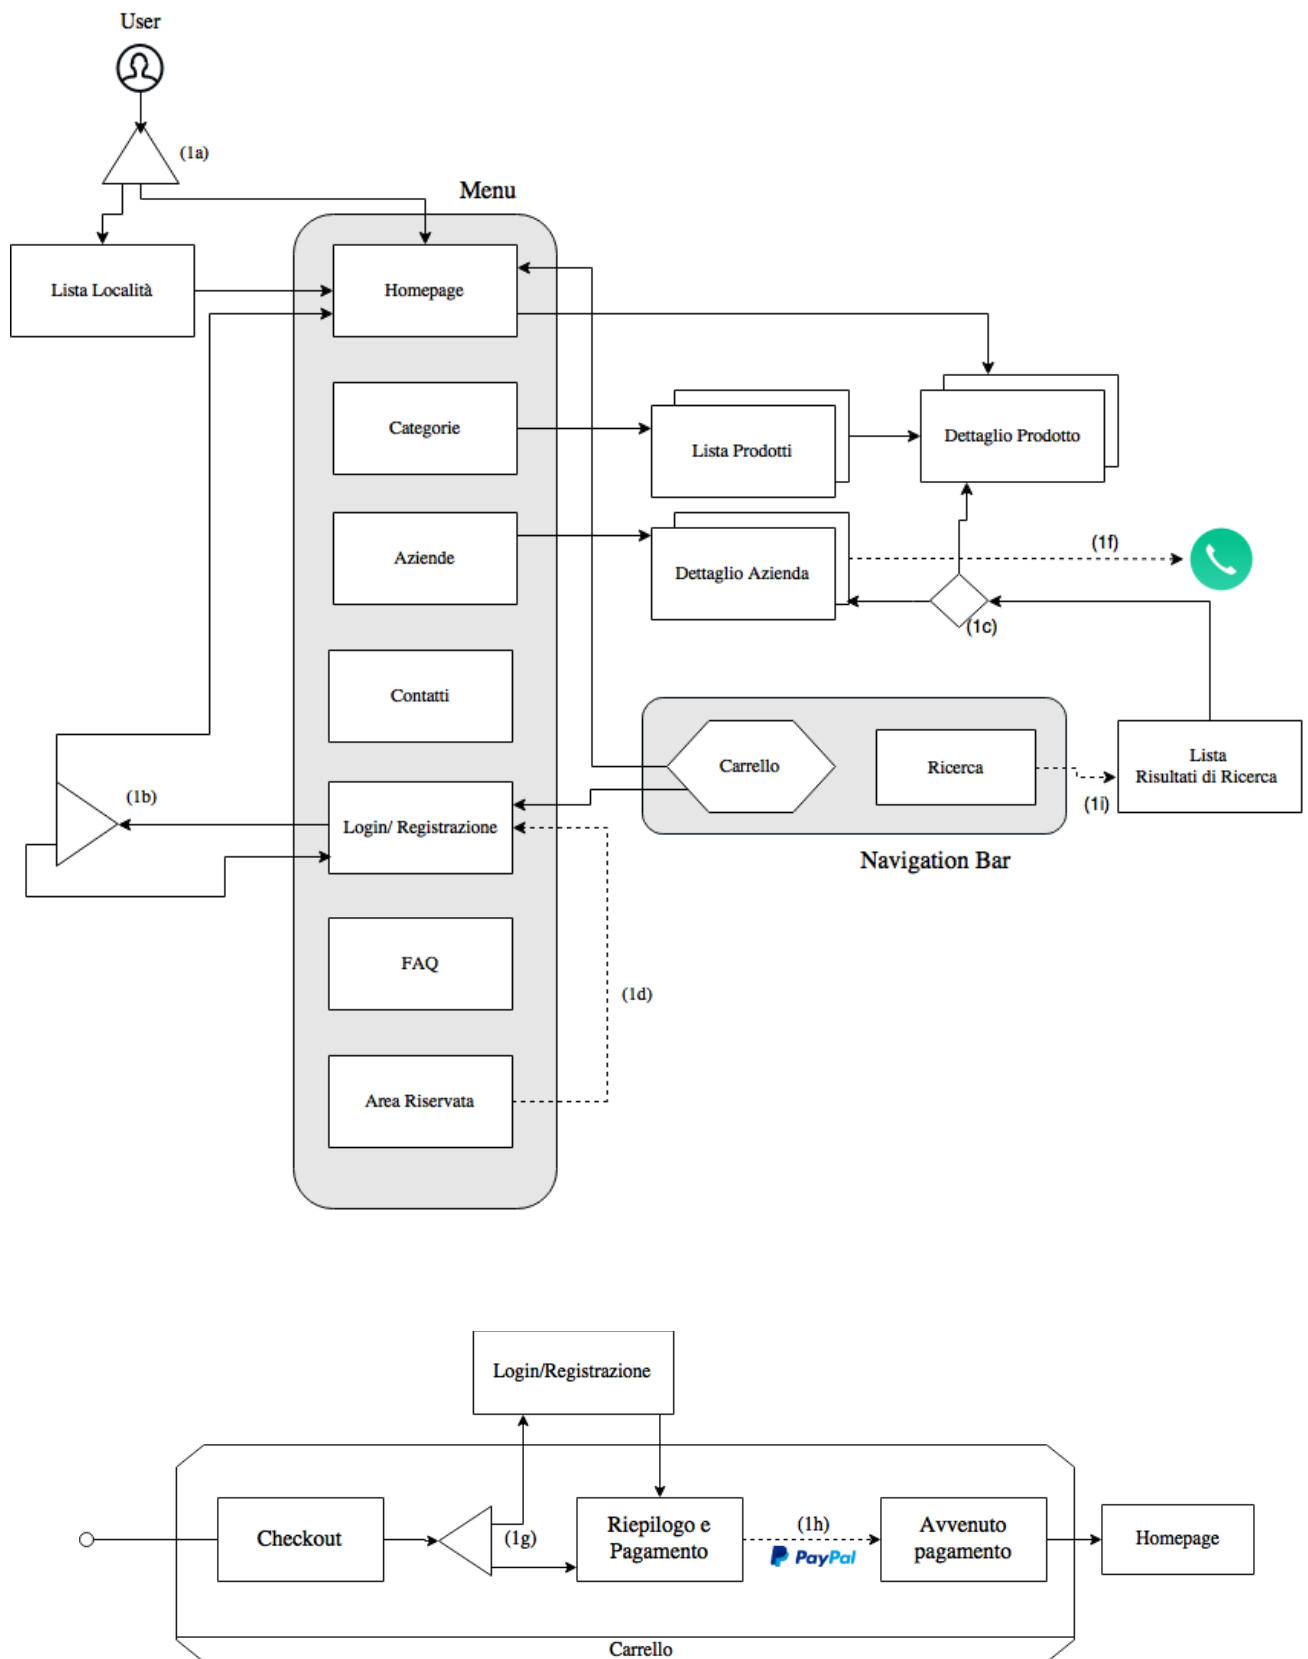 User
(1a)
Menu
Lista Località
Homepage
Categorie
Lista Prodotti
Dettaglio Prodotto
Aziende
Dettaglio Azienda
(1f)
(1c)
Contatti
Carrello
Ricerca
Lista
Risultati di Ricerca
(1i)
(1b)
Login/ Registrazione
Navigation Bar
FAQ
(1d)
Area Riservata
Login/Registrazione
Checkout
(1g)
Riepilogo e
Pagamento
(1h)
PayPal
Avvenuto
pagamento
Homepage
Carrello